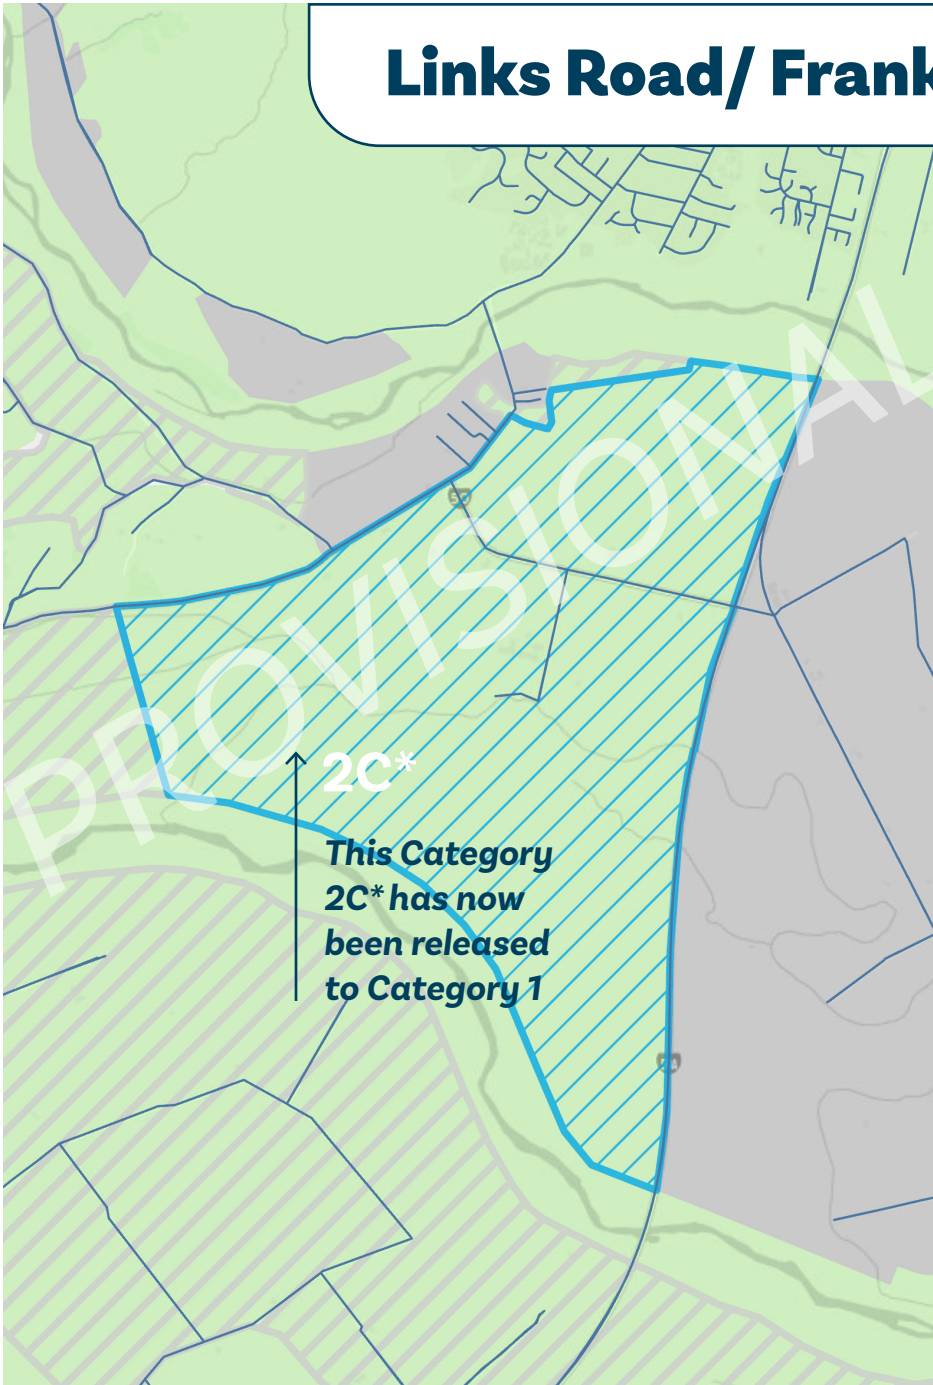 Links Road/ Frank
PROVISIONAL
2C*
This Category
2C* has now
been released
to Category 1